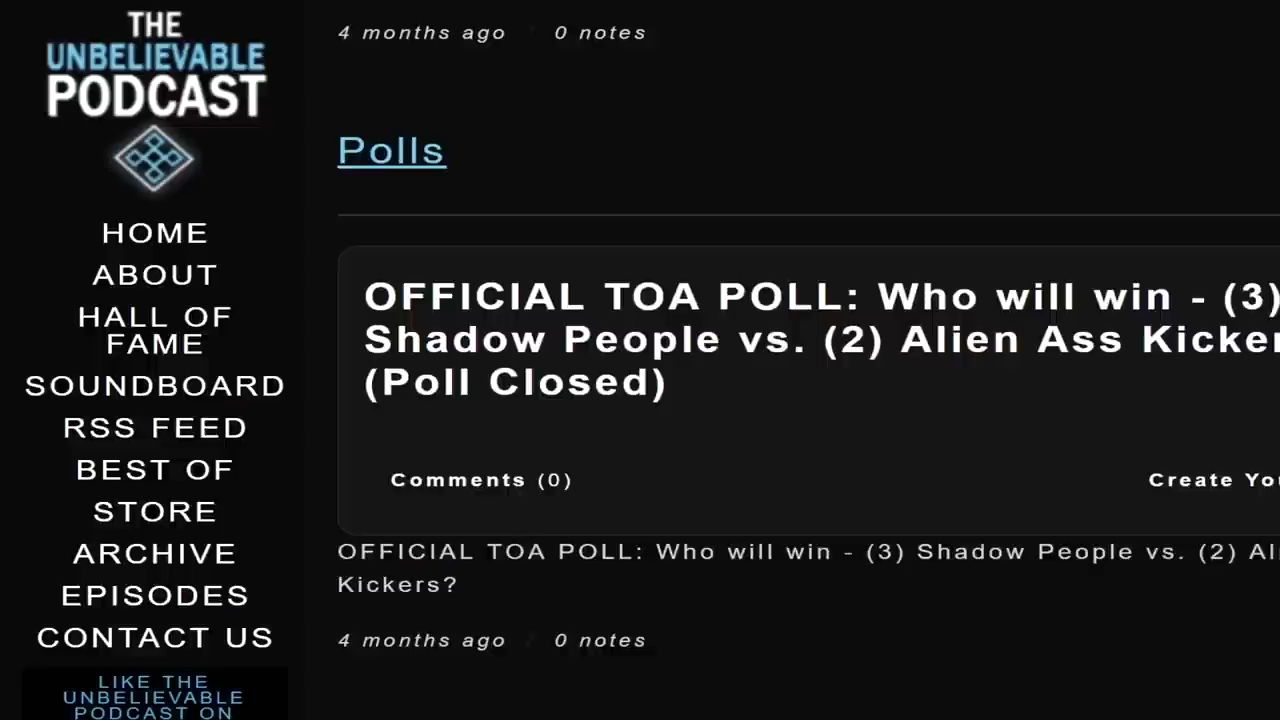 THE
UNBELIEVABLE
PODCAST
HOME
ABOUT
HALL OF
FAME
SOUNDBOARD
RSS FEED
BEST OF
STORE
ARCHIVE
EPISODES
CONTACT US
LIKE THE
UNBELIEVABLE
PODCAST ON
4 months ago 0 notes
Polls
OFFICIAL TOA POLL: Who will win - (3)
Shadow People vs. (2) Alien Ass Kicker
(Poll Closed)
Comments (0)
Create You
OFFICIAL TOA POLL: Who will win - (3) Shadow People vs. (2) Al
Kickers?
4 months ago 0 notes